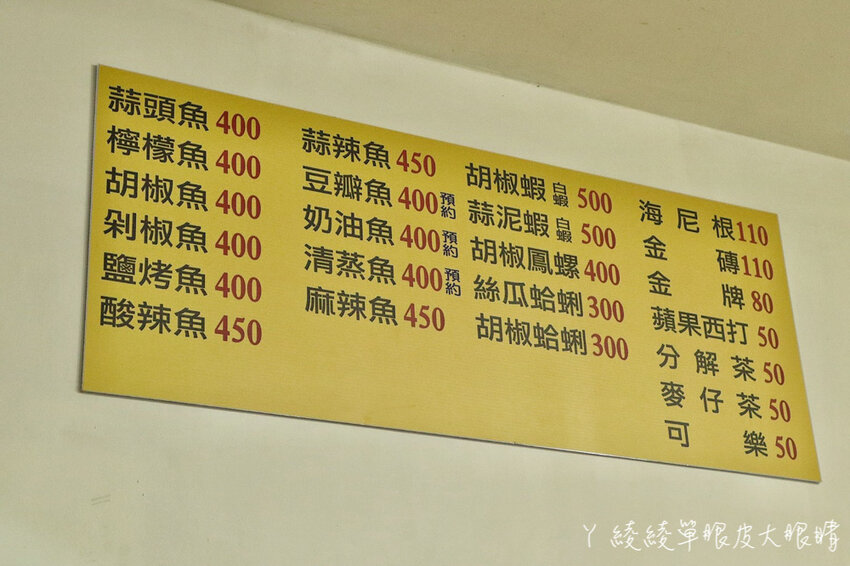 蒜頭魚 400
檸檬魚 400
胡椒魚 400
剁椒魚 400
鹽烤魚 400
酸辣魚 450
蒜辣魚 450
豆瓣魚 400 預約
奶油魚 400 預約
清蒸魚 400 預約
麻辣魚 450
胡椒蝦 白蝦 500
蒜泥蝦 白蝦 500
胡椒鳳螺 400
絲瓜蛤蜊 300
胡椒蛤蜊 300
海尼根 110
金磚 110
金牌 80
蘋果西打 50
分解茶 50
麥仔茶 50
可樂 50
ㄚ綾綾單眼皮大眼睛